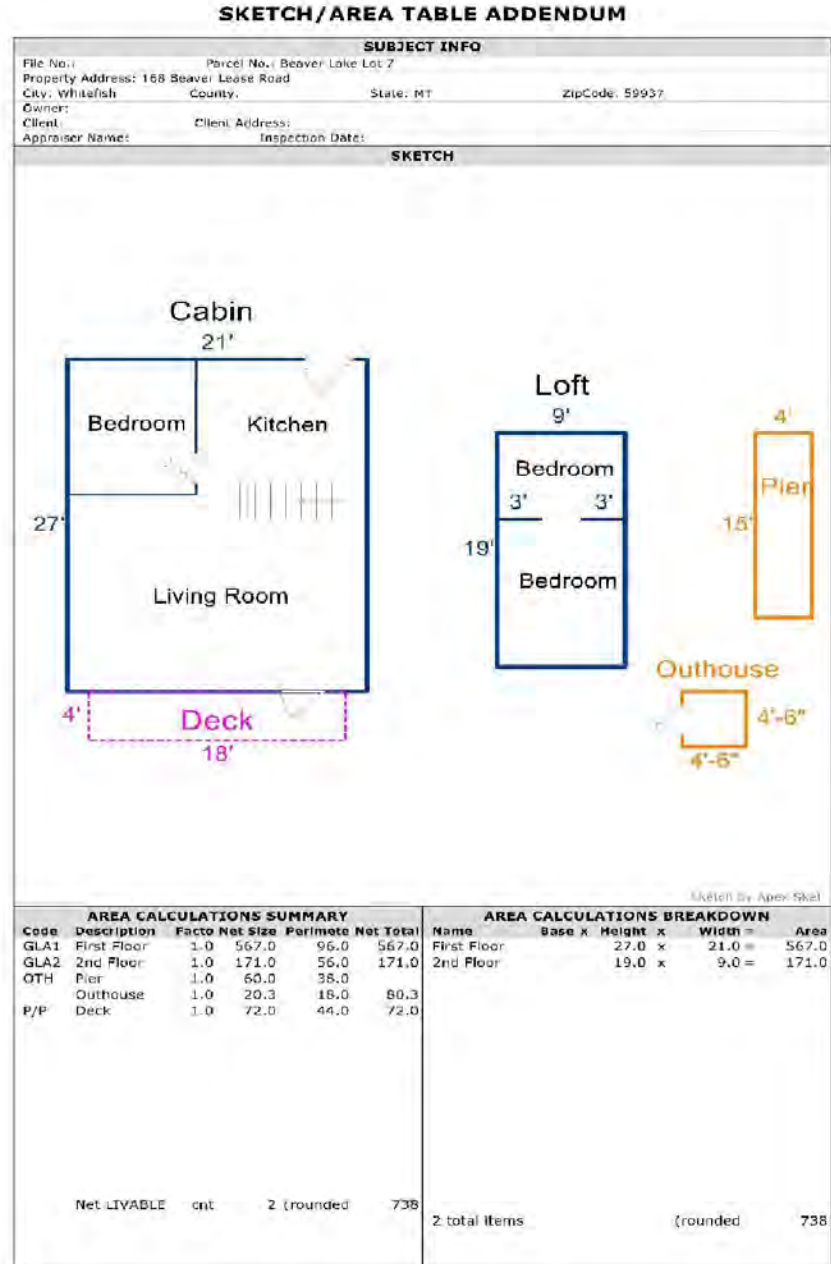 SKETCH/AREA TABLE ADDENDUM
SUBJECT INFO
File No.: Parcel No.: Beaver Lake Lot 7
Property Address: 168 Beaver Lease Road
City: Whitefish County: State: MT ZipCode: 59937
Owner:
Client: Client Address:
Appraiser Name: Inspection Date:
SKETCH
Cabin
21'
Bedroom
Kitchen
27'
Living Room
4'
Deck
18'
Loft
9'
Bedroom
3' 3'
19'
Bedroom
4'
Pier
15'
Outhouse
4'-6"
4'-6"
Sketch by Apex Sket
AREA CALCULATIONS SUMMARY
Code Description Facto Net Size Perimete Net Total
GLA1 First Floor 1.0 567.0 96.0 567.0
GLA2 2nd Floor 1.0 171.0 56.0 171.0
OTH Pier 1.0 60.0 38.0
Outhouse 1.0 20.3 18.0 80.3
P/P Deck 1.0 72.0 44.0 72.0
Net LIVABLE cnt 2 (rounded 738
AREA CALCULATIONS BREAKDOWN
Name Base x Height x Width = Area
First Floor 27.0 x 21.0 = 567.0
2nd Floor 19.0 x 9.0 = 171.0
2 total items (rounded 738